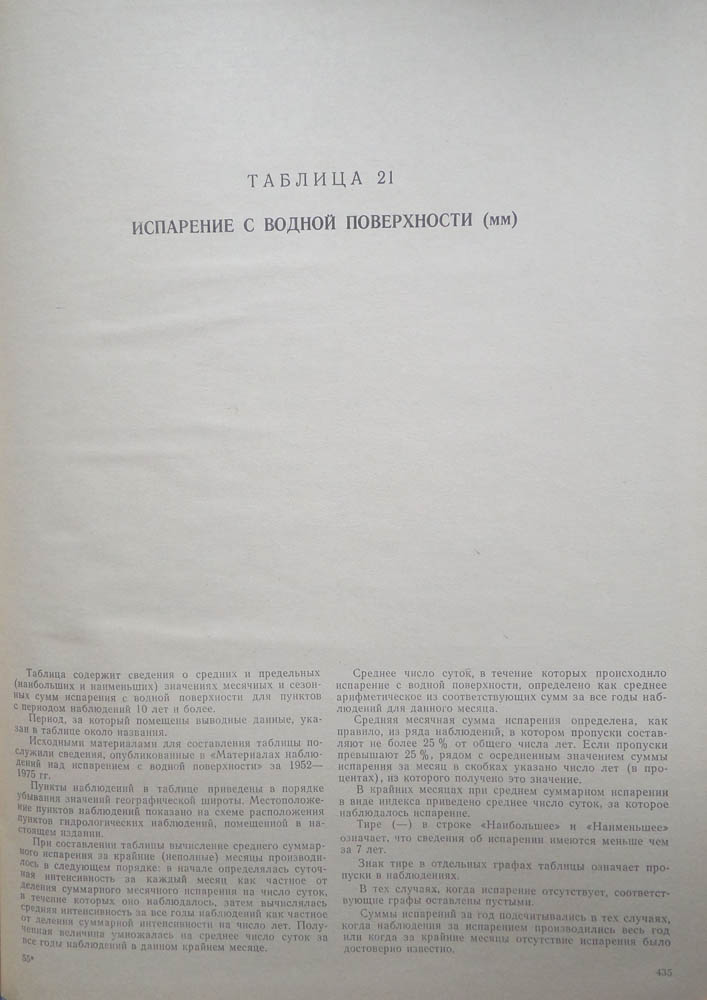 ТАБЛИЦА 21
ИСПАРЕНИЕ С ВОДНОЙ ПОВЕРХНОСТИ (мм)
Таблица содержит сведения о средних и предельных
(наибольших и наименьших) значениях месячных и сезон-
ных сумм испарения с водной поверхности для пунктов
с периодом наблюдений 10 лет и более.
Период, за который помещены выводные данные, ука-
зан в таблице около названия.
Исходными материалами для составления таблицы по-
служили сведения, опубликованные в «Материалах наблю-
дений над испарением с водной поверхности» за 1952—
1975 гг.
Пункты наблюдений в таблице приведены в порядке
убывания значений географической широты. Местоположе-
ние пунктов наблюдений показано на схеме расположения
пунктов гидрологических наблюдений, помещенной в на-
стоящем издании.
При составлении таблицы вычисление среднего суммар-
ного испарения за крайние (неполные) месяцы производи-
лось в следующем порядке: в начале определялась суточ-
ная интенсивность за каждый месяц как частное от
деления суммарного месячного испарения на число суток,
в течение которых оно наблюдалось, затем вычислялась
средняя интенсивность за все годы наблюдений как частное
от деления суммарной интенсивности на число лет. Полу-
ченная величина умножалась на среднее число суток за
все годы наблюдений в данном крайнем месяце.
55*
Среднее число суток, в течение которых происходило
испарение с водной поверхности, определено как среднее
арифметическое из соответствующих сумм за все годы наб-
людений для данного месяца.
Средняя месячная сумма испарения определена, как
правило, из ряда наблюдений, в котором пропуски состав-
ляют не более 25 % от общего числа лет. Если пропуски
превышают 25 %, рядом с осредненным значением суммы
испарения за месяц в скобках указано число лет (в про-
центах), из которого получено это значение.
В крайних месяцах при среднем суммарном испарении
в виде индекса приведено среднее число суток, за которое
наблюдалось испарение.
Тире (—) в строке «Наибольшее» и «Наименьшее»
означает, что сведения об испарении имеются меньше чем
за 7 лет.
Знак тире в отдельных графах таблицы означает про-
пуски в наблюдениях.
В тех случаях, когда испарение отсутствует, соответст-
вующие графы оставлены пустыми.
Суммы испарений за год подсчитывались в тех случаях,
когда наблюдения за испарением производились весь год
или когда за крайние месяцы отсутствие испарения было
достоверно известно.
435